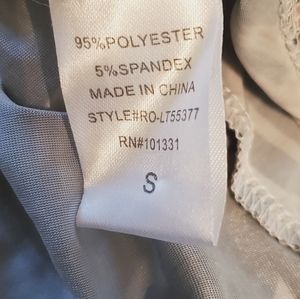 95%POLYESTER
5%SPANDEX
MADE IN CHINA
STYLE#RO-LT55377
RN#101331
S